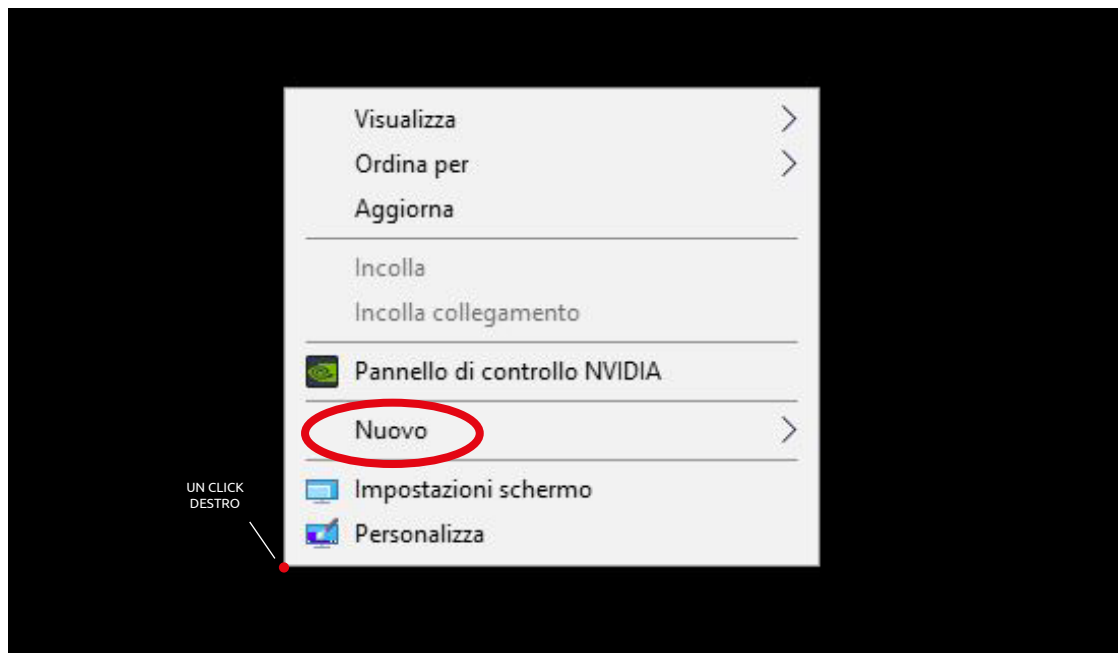 Visualizza
Ordina per
Aggiorna
Incolla
Incolla collegamento
Pannello di controllo NVIDIA
Nuovo
Impostazioni schermo
Personalizza
UN CLICK
DESTRO